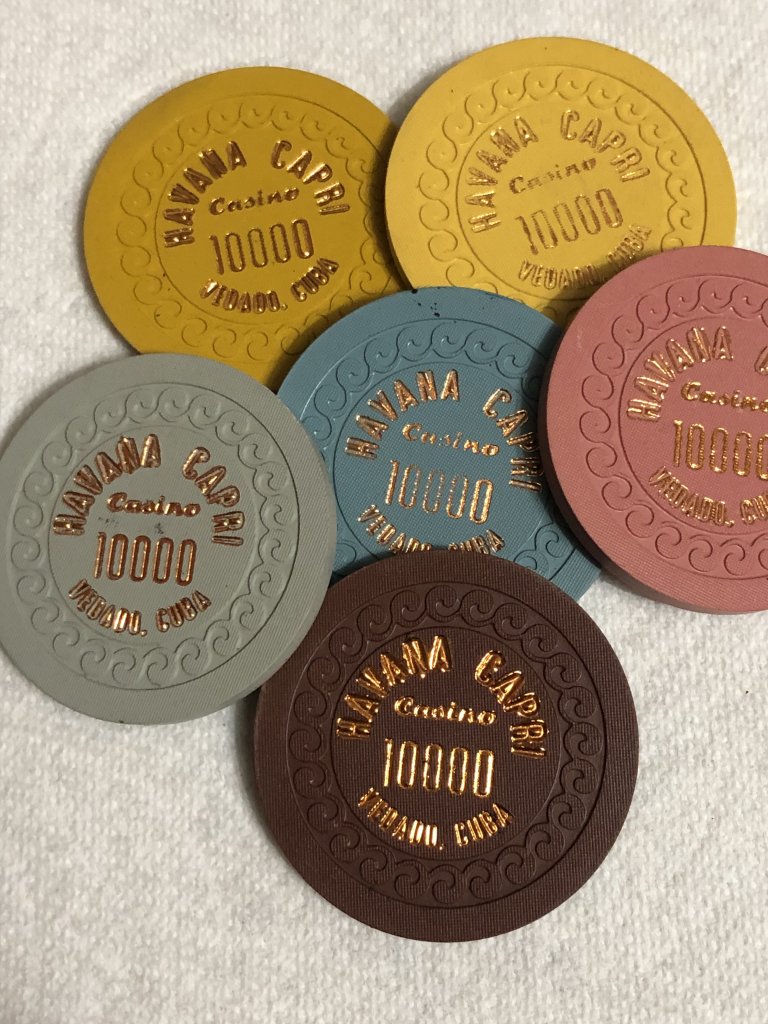 HAVANA CAPRI
Casino
10000
VEDADO, CUBA
HAVANA CAPRI
Casino
10000
VEDADO, CUBA
HAVANA CAPRI
Casino
10000
VEDADO, CUBA
HAVANA C
Casino
10000
VEDADO, CU
HAVANA CAPRI
Casino
10000
VEDADO, CUBA
HAVANA CAPRI
Casino
10000
VEDADO, CUBA